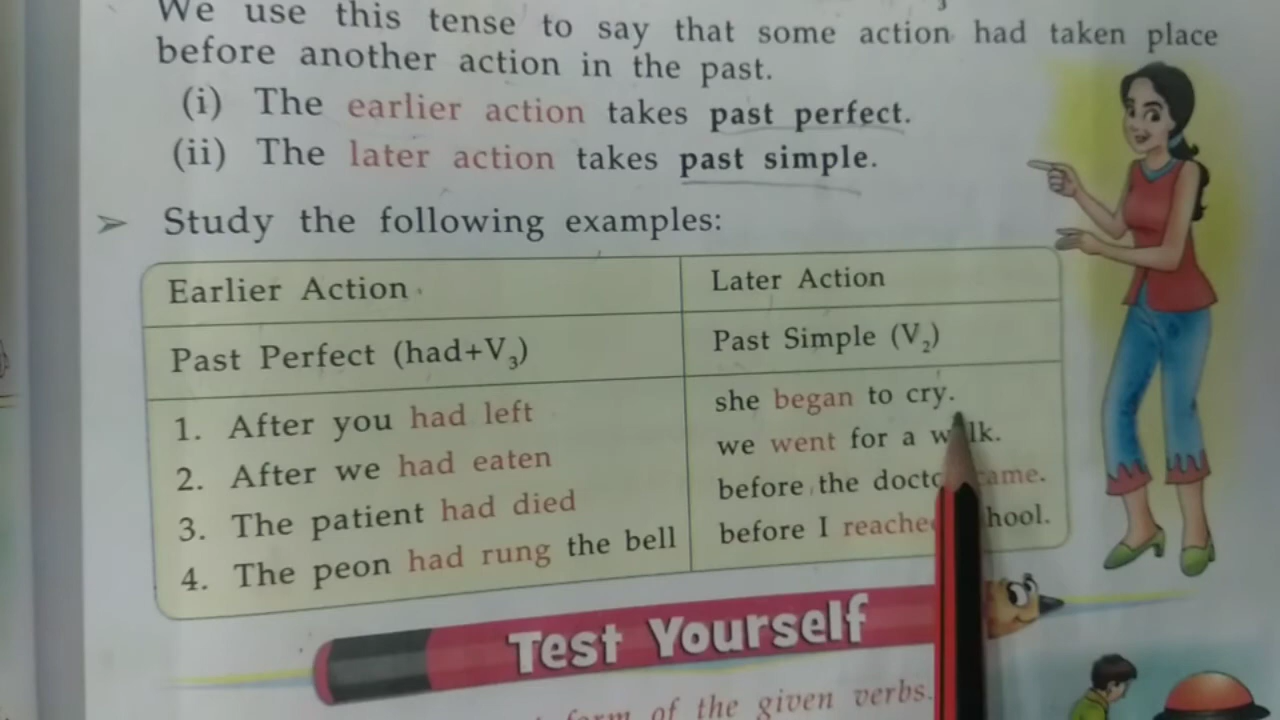 We use this tense to say that some action had taken place
before another action in the past.
(i) The earlier action takes past perfect.
(ii) The later action takes past simple.
➢ Study the following examples:
Earlier Action Later Action
Past Perfect (had+V₃) Past Simple (V₂)
1. After you had left she began to cry.
2. After we had eaten we went for a
3. The patient had died before the
4. The peon had rung the bell before I
Test Yourself
of the given verbs.